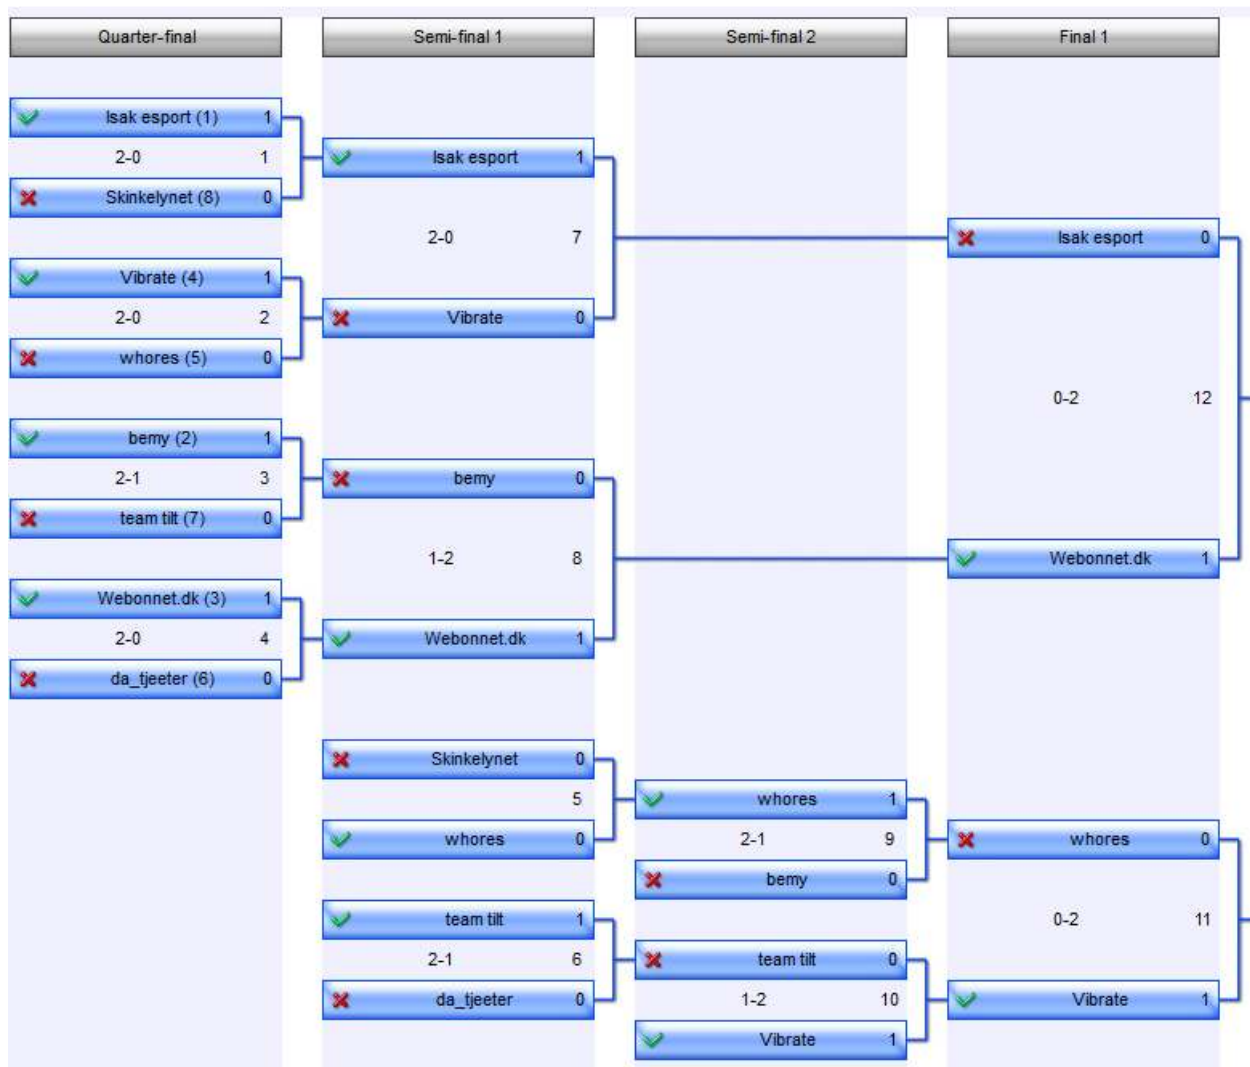 Quarter-final Semi-final 1 Semi-final 2 Final 1
Isak esport (1) 1
2-0 1 Isak esport 1
Skinkelynet (8) 0
2-0 7 Isak esport 0
Vibrate (4) 1
2-0 2 Vibrate 0
whores (5) 0
0-2 12
bemy (2) 1
2-1 3 bemy 0
team tilt (7) 0
1-2 8 Webonnet.dk 1
Webonnet.dk (3) 1
2-0 4 Webonnet.dk 1
da_tjeeter (6) 0
Skinkelynet 0
5 whores 1
whores 0 2-1 9 whores 0
bemy 0
team tilt 1 0-2 11
2-1 6 team tilt 0
da_tjeeter 0 1-2 10 Vibrate 1
Vibrate 1